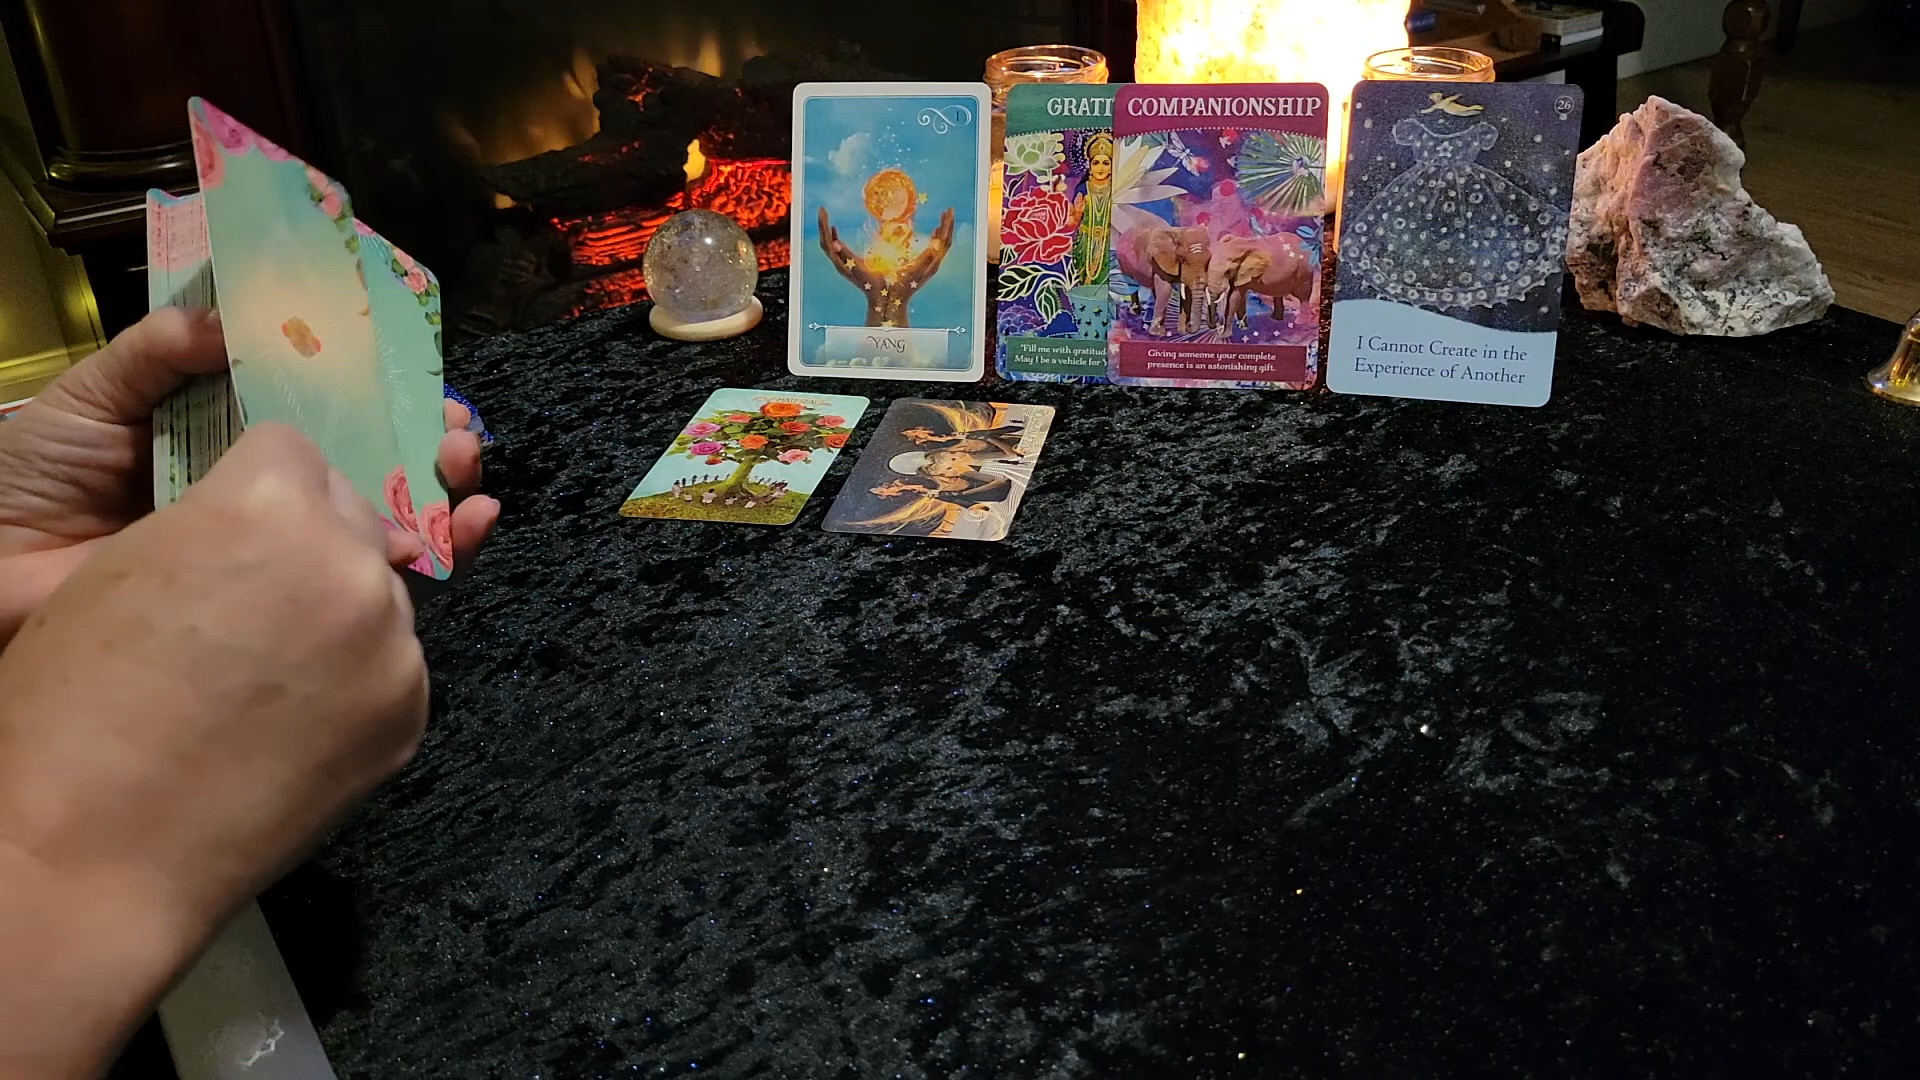 I
YANG
GRATI
"Fill me with gratitud
May I be a vehicle for
COMPANIONSHIP
Giving someone your complete
presence is an astonishing gift.
26
I Cannot Create in the
Experience of Another